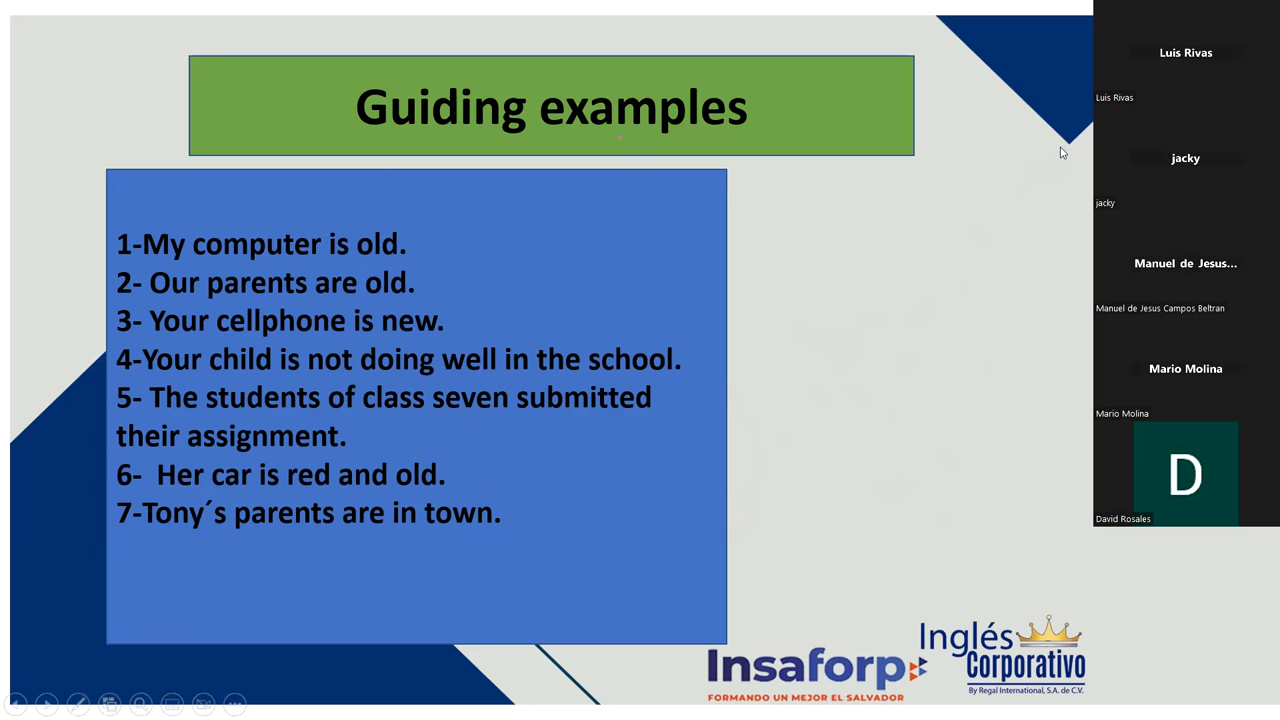 Guiding examples
1-My computer is old.
2- Our parents are old.
3- Your cellphone is new.
4-Your child is not doing well in the school.
5- The students of class seven submitted
their assignment.
6-  Her car is red and old.
7-Tony´s parents are in town.
Insaforp
FORMANDO UN MEJOR EL SALVADOR
Inglés
Corporativo
By Regal International, S.A. de C.V.
Luis Rivas
Luis Rivas
jacky
jacky
Manuel de Jesus...
Manuel de Jesus Campos Beltran
Mario Molina
Mario Molina
D
David Rosales